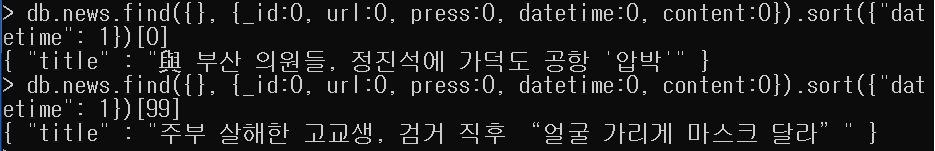 > db.news.find({}, {_id:0, url:0, press:0, datetime:0, content:0}).sort({"dat
etime": 1})[0]
{ "title" : "與 부산 의원들, 정진석에 가덕도 공항 '압박'" }
> db.news.find({}, {_id:0, url:0, press:0, datetime:0, content:0}).sort({"dat
etime": 1})[99]
{ "title" : "주부 살해한 고교생, 검거 직후 “얼굴 가리게 마스크 달라” " }